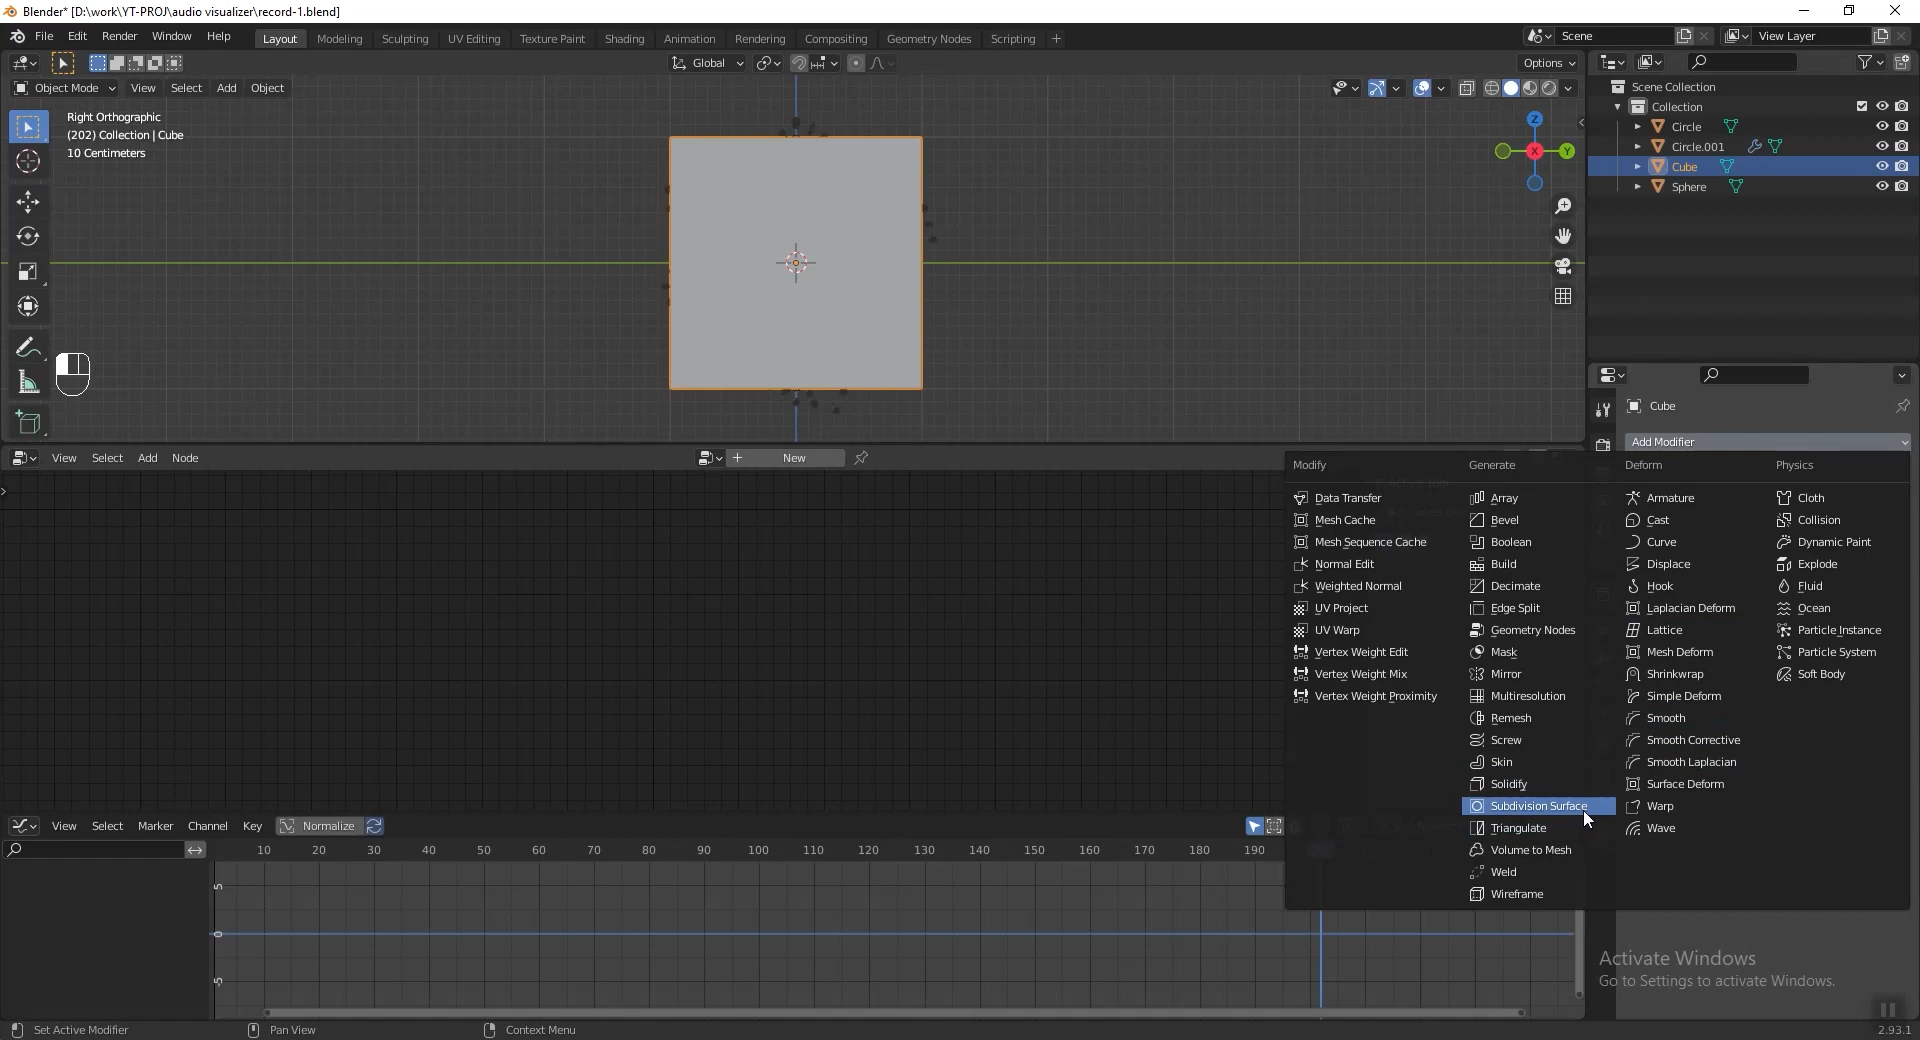 Blender* [D:\work\YT-PROJ\audio visualizer\record-1.blend]
File Edit Render Window Help Layout Modeling Sculpting UV Editing Texture Paint Shading Animation Rendering Compositing Geometry Nodes Scripting + Scene View Layer
Global Options
Object Mode View Select Add Object
Right Orthographic
(202) Collection | Cube
10 Centimeters
Z
X
Y
Scene Collection
Collection
Circle
Circle.001
Cube
Sphere
Cube
Add Modifier
View Select Add Node New
Modify
Data Transfer
Mesh Cache
Mesh Sequence Cache
Normal Edit
Weighted Normal
UV Project
UV Warp
Vertex Weight Edit
Vertex Weight Mix
Vertex Weight Proximity
Generate
Array
Bevel
Boolean
Build
Decimate
Edge Split
Geometry Nodes
Mask
Mirror
Multiresolution
Remesh
Screw
Skin
Solidify
Subdivision Surface
Triangulate
Volume to Mesh
Weld
Wireframe
Deform
Armature
Cast
Curve
Displace
Hook
Laplacian Deform
Lattice
Mesh Deform
Shrinkwrap
Simple Deform
Smooth
Smooth Corrective
Smooth Laplacian
Surface Deform
Warp
Wave
Physics
Cloth
Collision
Dynamic Paint
Explode
Fluid
Ocean
Particle Instance
Particle System
Soft Body
View Select Marker Channel Key Normalize
10 20 30 40 50 60 70 80 90 100 110 120 130 140 150 160 170 180 190
5
0
-5
Activate Windows
Go to Settings to activate Windows.
Set Active Modifier Pan View Context Menu 2.93.1